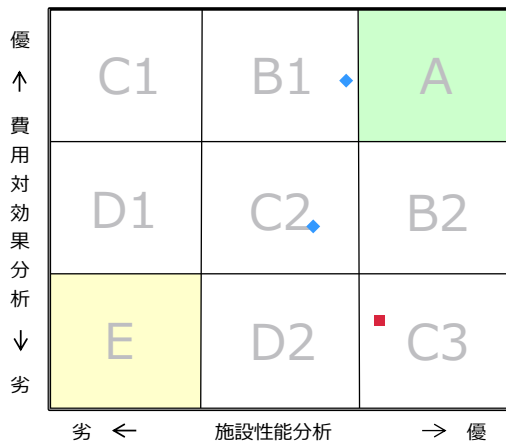 優 ↑ 費用対効果分析 ↓ 劣
C1 B1 A
D1 C2 B2
E D2 C3
劣 ← 施設性能分析 → 優